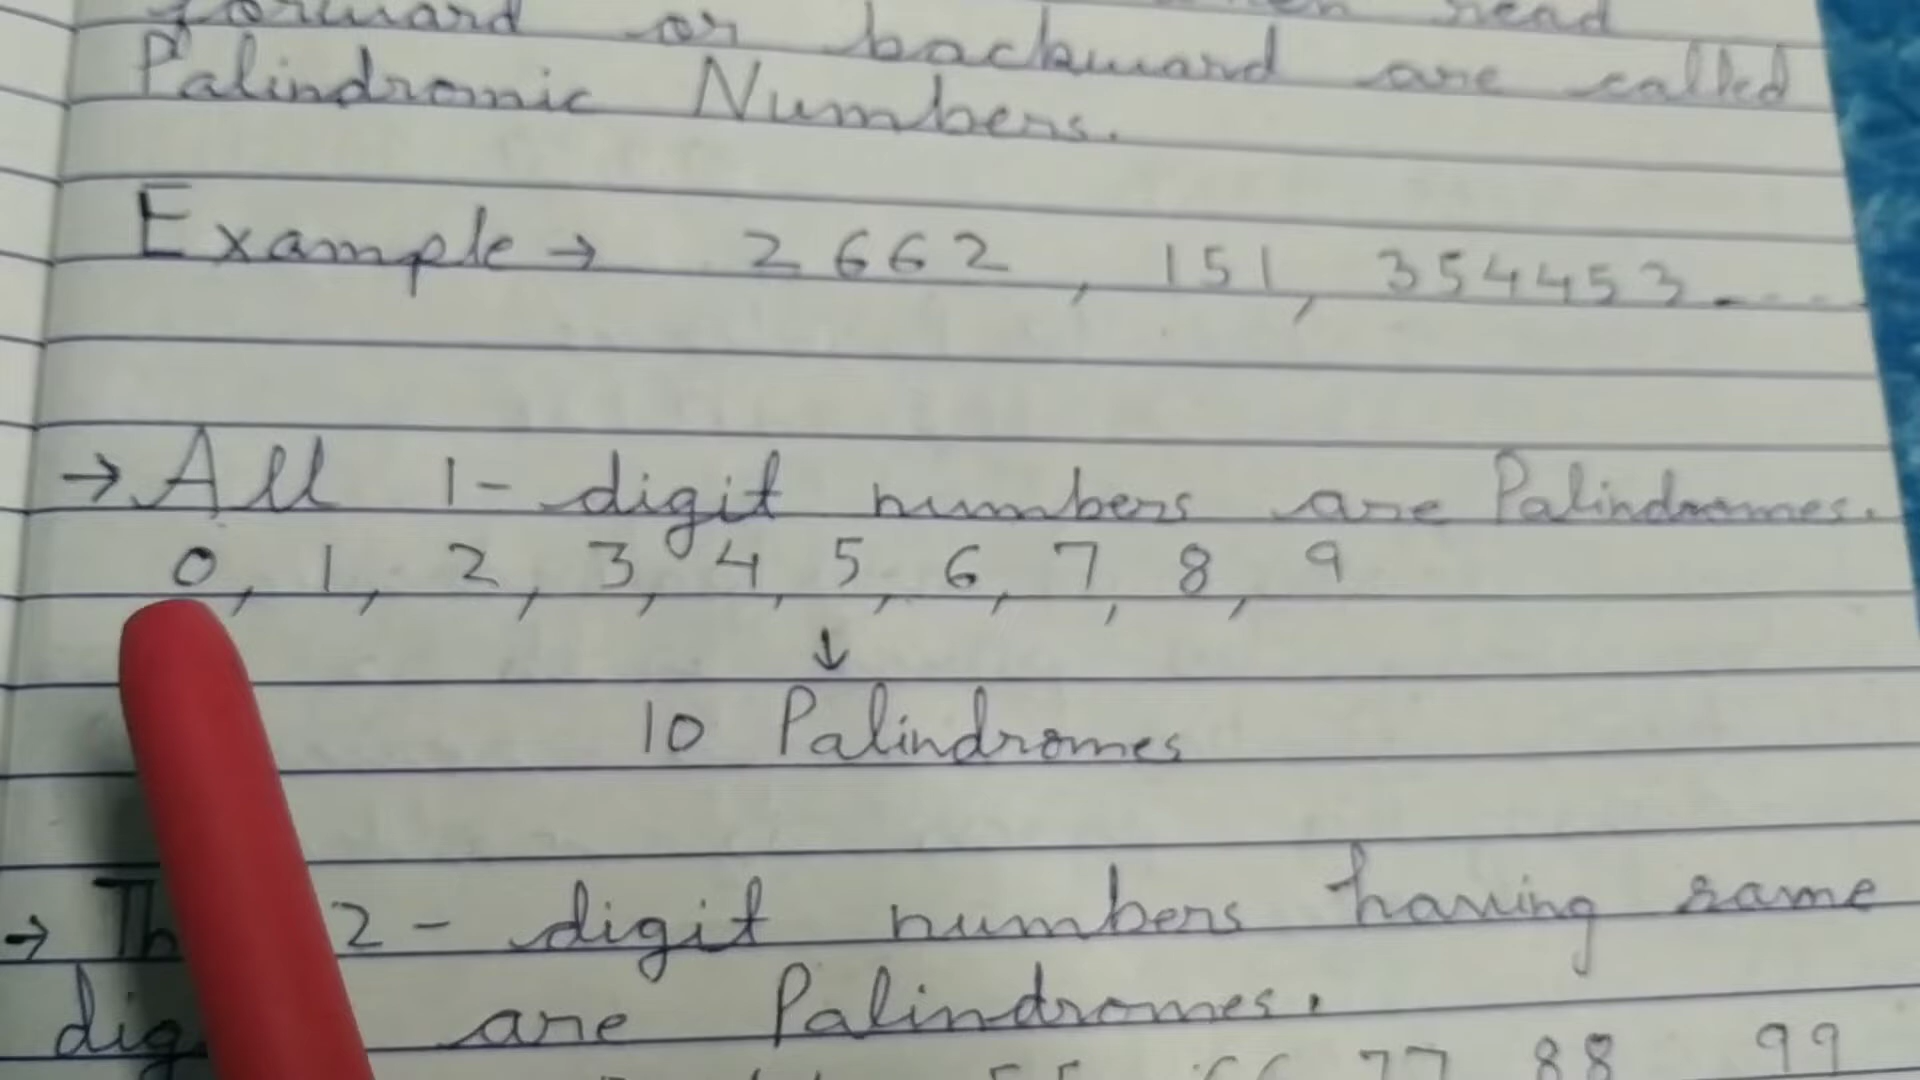 forward or backward are called
Palindromic Numbers.
Example → 2662, 151, 354453....
→ All 1-digit numbers are Palindromes.
0, 1, 2, 3, 4, 5, 6, 7, 8, 9
↓
10 Palindromes
→ 2-digit numbers having same
are Palindromes.
55 66 77 88 99